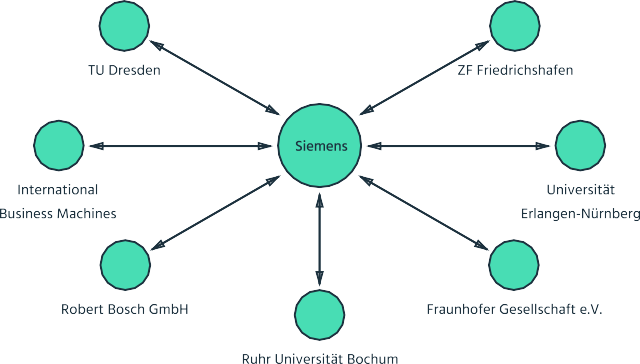 TU Dresden
ZF Friedrichshafen
Siemens
International
Business Machines
Universität
Erlangen-Nürnberg
Robert Bosch GmbH
Fraunhofer Gesellschaft e.V.
Ruhr Universität Bochum